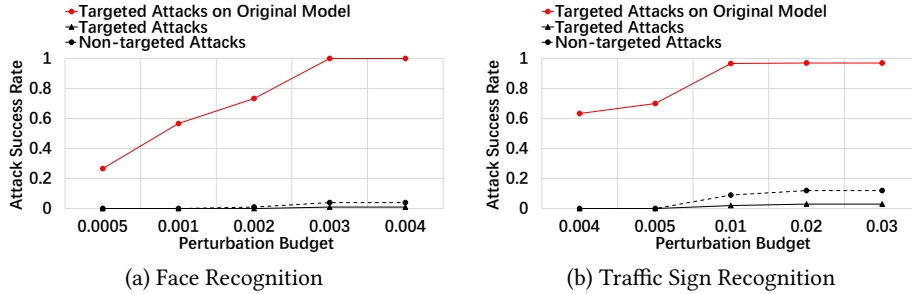 Targeted Attacks on Original Model
Targeted Attacks
Non-targeted Attacks
Attack Success Rate
1
0.8
0.6
0.4
0.2
0
0.0005 0.001 0.002 0.003 0.004
Perturbation Budget
(a) Face Recognition
Targeted Attacks on Original Model
Targeted Attacks
Non-targeted Attacks
Attack Success Rate
1
0.8
0.6
0.4
0.2
0
0.004 0.005 0.01 0.02 0.03
Perturbation Budget
(b) Traffic Sign Recognition